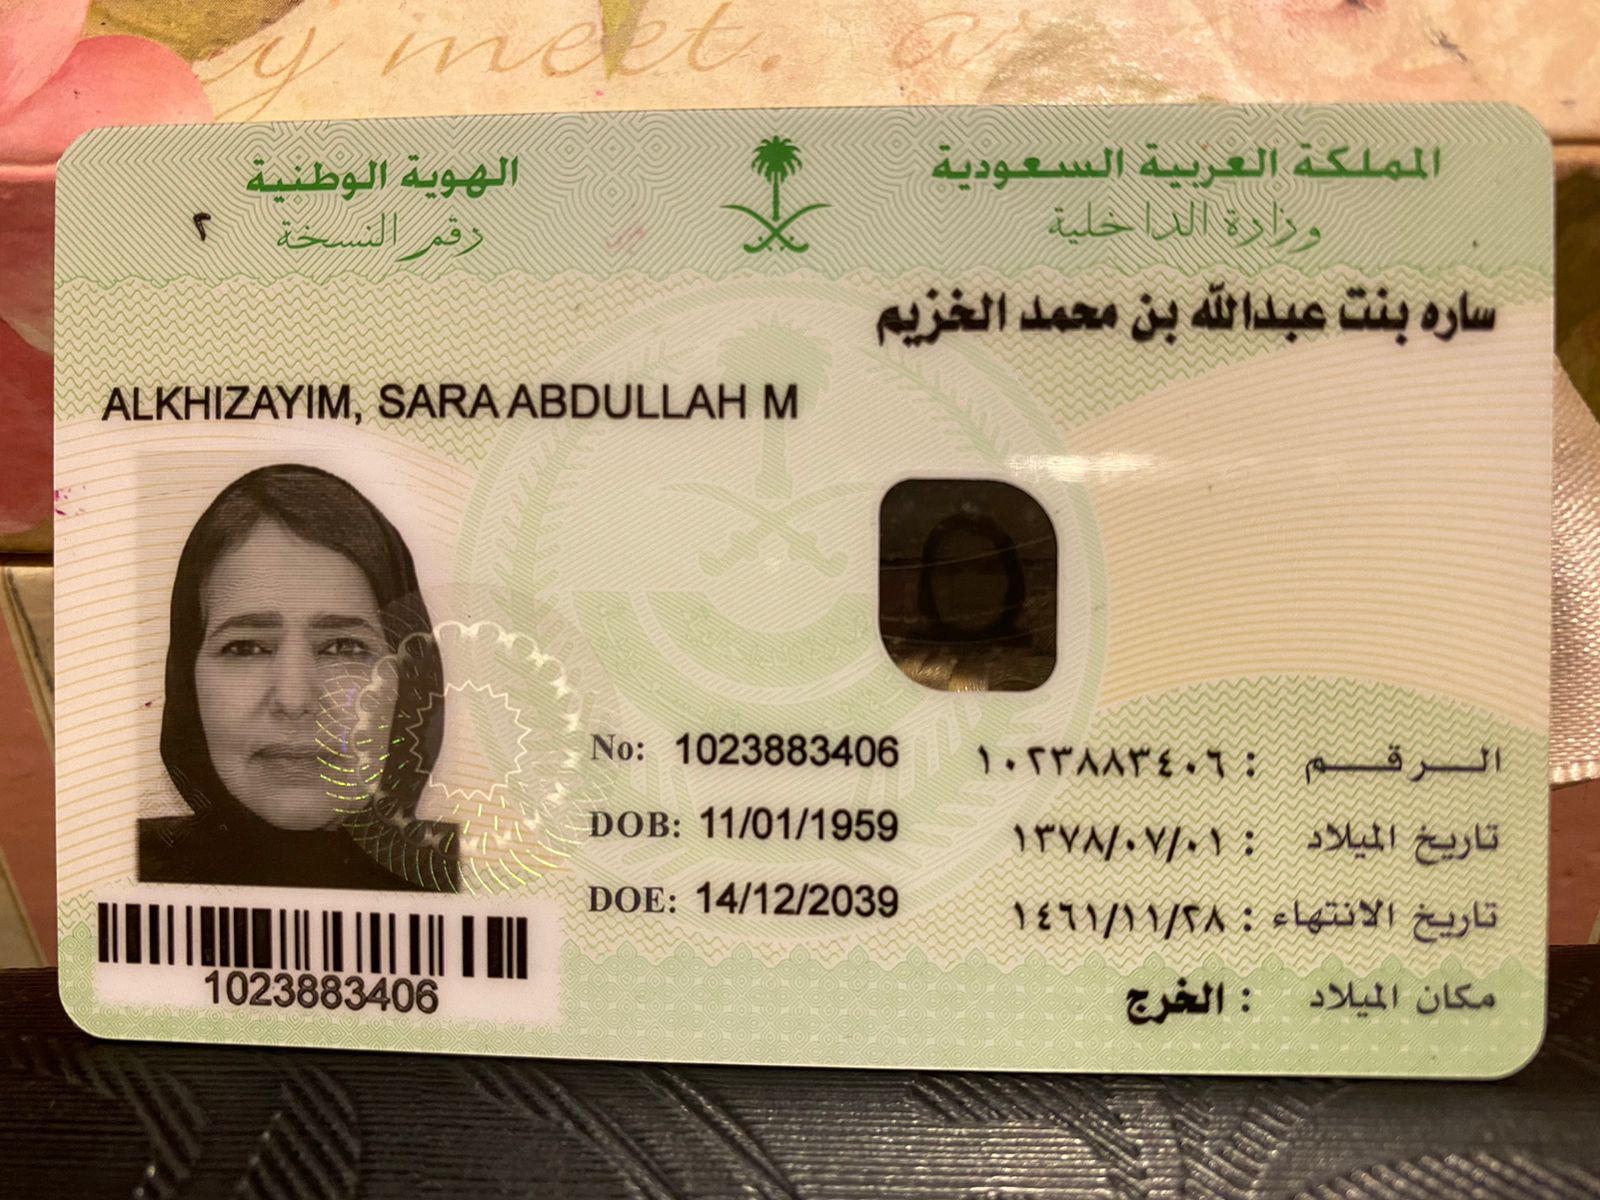 y meet. a
المملكة العربية السعودية
وزارة الداخلية
الهوية الوطنية
رقم النسخة ٢
ساره بنت عبدالله بن محمد الخزيم
ALKHIZAYIM, SARA ABDULLAH M
No: 1023883406
الرقم : ١٠٢٣٨٨٣٤٠٦
DOB: 11/01/1959
تاريخ الميلاد : ١٣٧٨/٠٧/٠١
DOE: 14/12/2039
تاريخ الانتهاء : ١٤٦١/١١/٢٨
مكان الميلاد : الخرج
1023883406